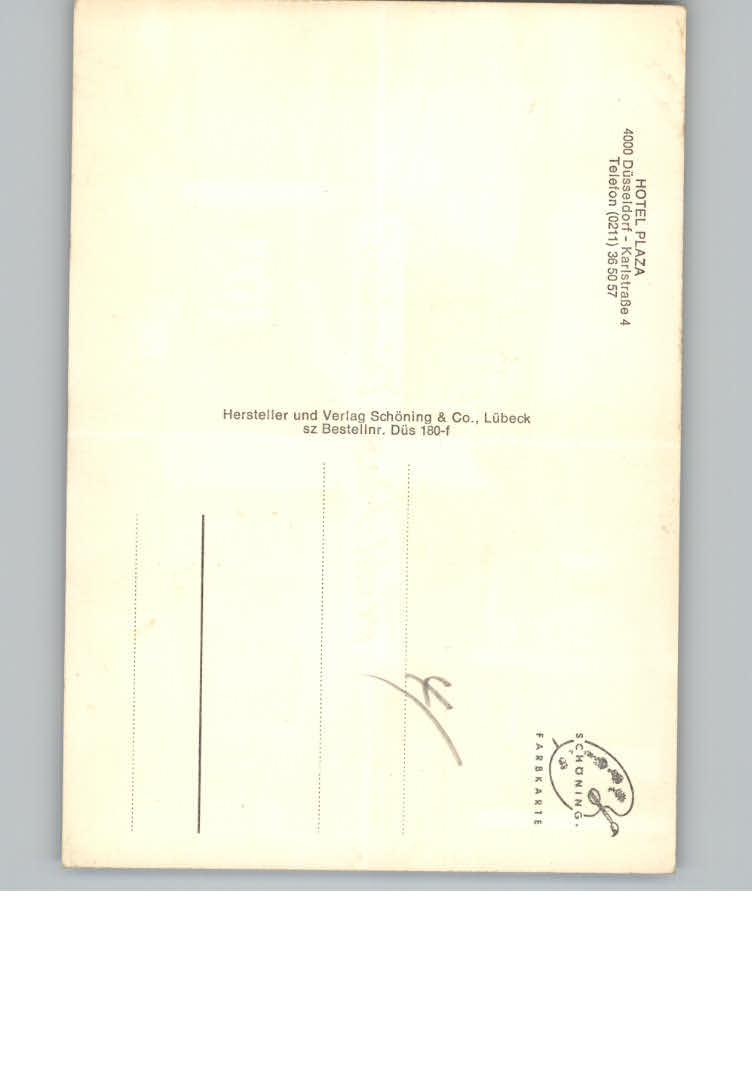 HOTEL PLAZA
4000 Düsseldorf - Karlstraße 4
Telefon (0211) 36 50 57
Hersteller und Verlag Schöning & Co., Lübeck
sz Bestellnr. Düs 180-f
SCHÖNING-
FARBKARTE